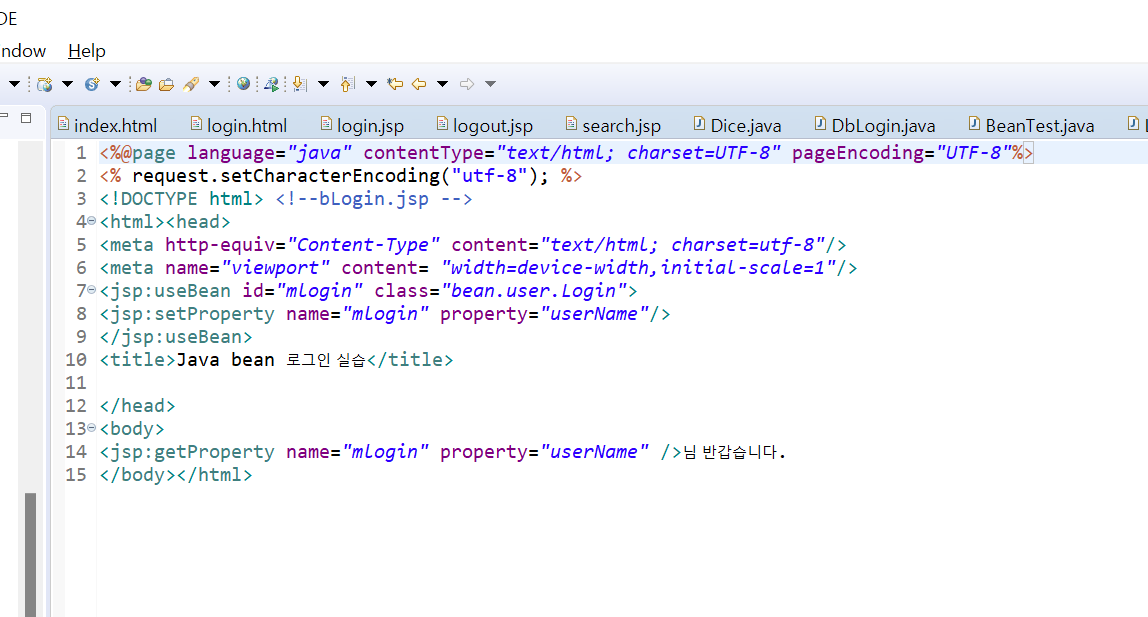 DE
ndow Help
index.html login.html login.jsp logout.jsp search.jsp Dice.java DbLogin.java BeanTest.java
1 <%@page language="java" contentType="text/html; charset=UTF-8" pageEncoding="UTF-8"%>
2 <% request.setCharacterEncoding("utf-8"); %>
3 <!DOCTYPE html> <!--bLogin.jsp -->
4 <html><head>
5 <meta http-equiv="Content-Type" content="text/html; charset=utf-8"/>
6 <meta name="viewport" content= "width=device-width,initial-scale=1"/>
7 <jsp:useBean id="mlogin" class="bean.user.Login">
8 <jsp:setProperty name="mlogin" property="userName"/>
9 </jsp:useBean>
10 <title>Java bean 로그인 실습</title>
11
12 </head>
13 <body>
14 <jsp:getProperty name="mlogin" property="userName" />님 반갑습니다.
15 </body></html>